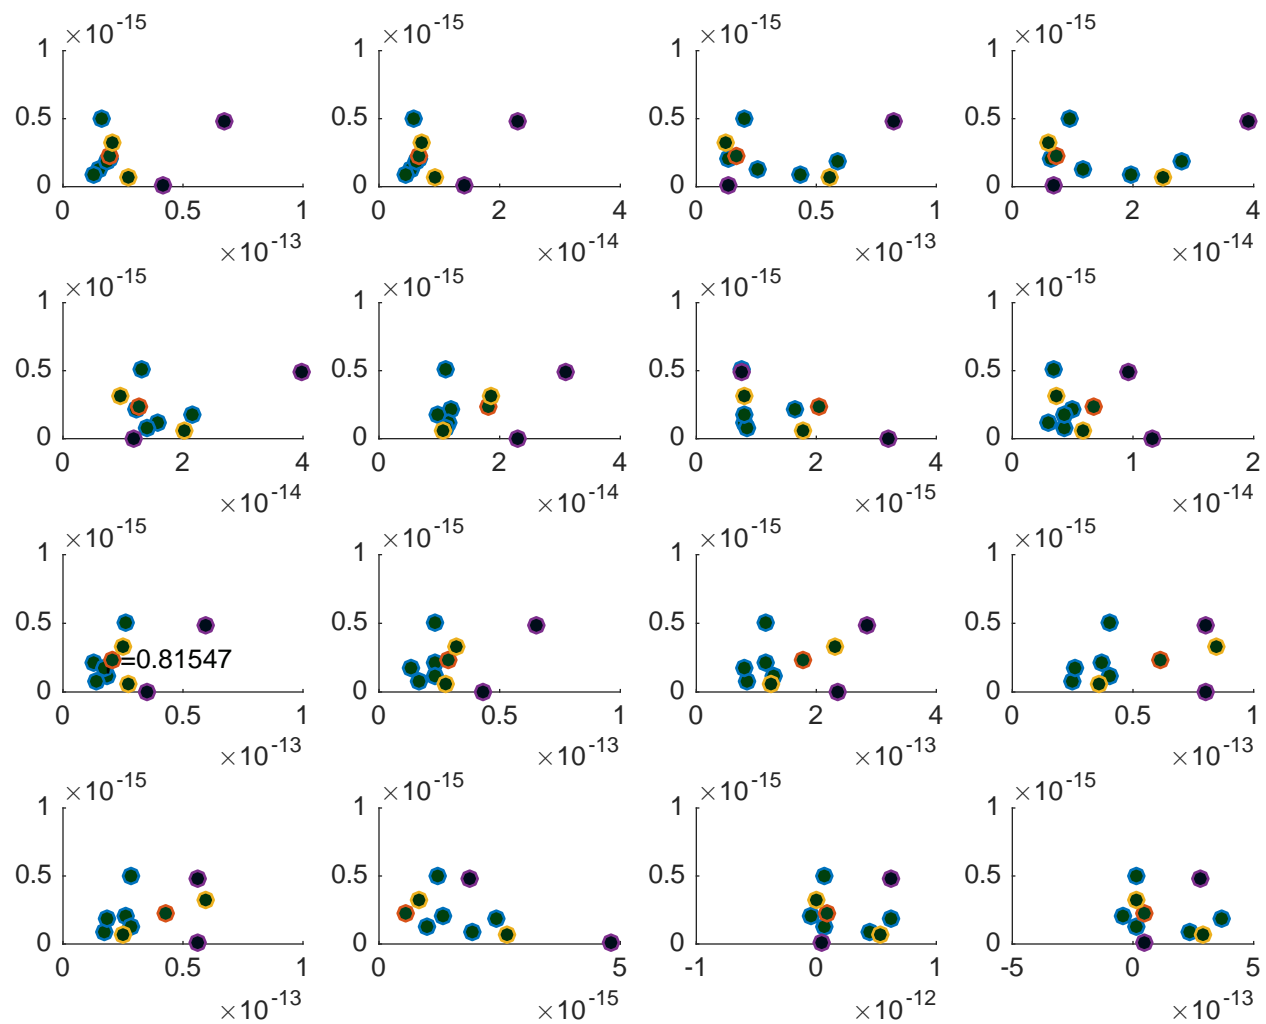 ×10-15 ×10-15 ×10-15 ×10-15
1 1 1 1
0.5 0.5 0.5 0.5
0 0 0 0
0 0.5 1 0 2 4 0 0.5 1 0 2 4
×10-13 ×10-14 ×10-13 ×10-14
×10-15 ×10-15 ×10-15 ×10-15
1 1 1 1
0.5 0.5 0.5 0.5
0 0 0 0
0 2 4 0 2 4 0 2 4 0 1 2
×10-14 ×10-14 ×10-15 ×10-14
×10-15 ×10-15 ×10-15 ×10-15
1 1 1 1
0.5 0.5 0.5 0.5
=0.81547
0 0 0 0
0 0.5 1 0 0.5 1 0 2 4 0 0.5 1
×10-13 ×10-13 ×10-13 ×10-13
×10-15 ×10-15 ×10-15 ×10-15
1 1 1 1
0.5 0.5 0.5 0.5
0 0 0 0
0 0.5 1 0 5 -1 0 1 -5 0 5
×10-13 ×10-15 ×10-12 ×10-13